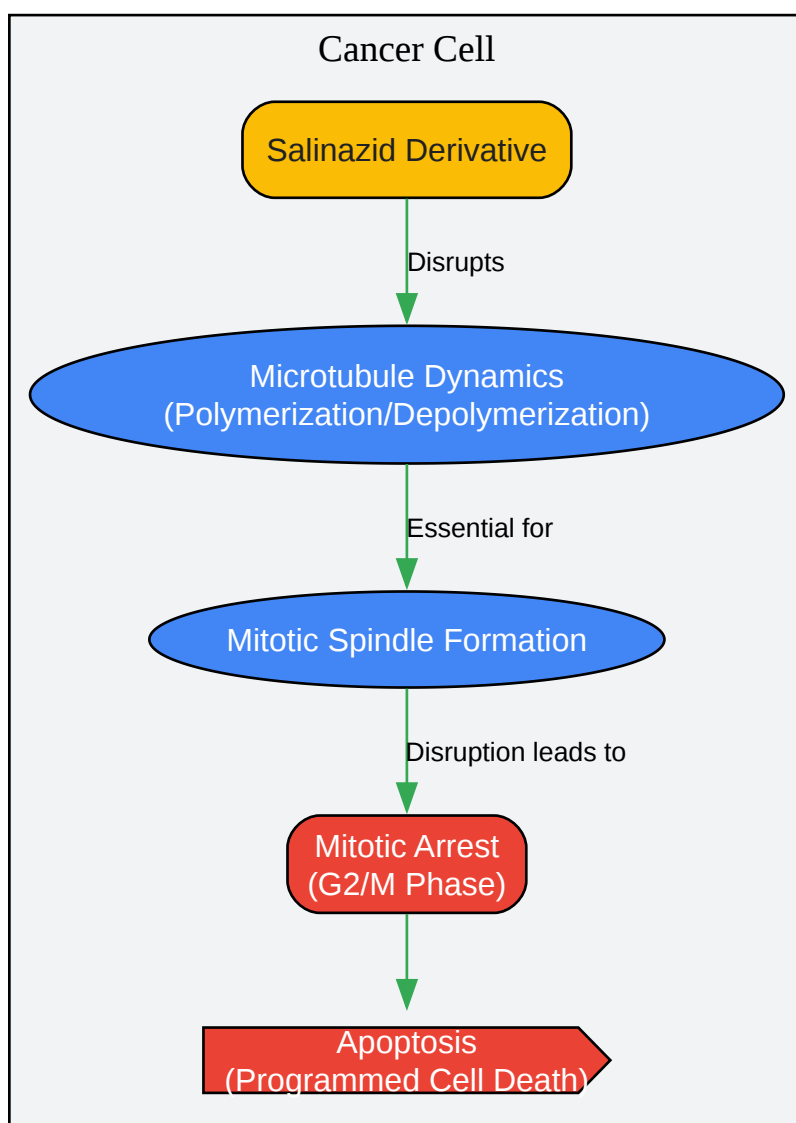 Cancer Cell
Salinazid Derivative
Disrupts
Microtubule Dynamics
(Polymerization/Depolymerization)
Essential for
Mitotic Spindle Formation
Disruption leads to
Mitotic Arrest
(G2/M Phase)
Apoptosis
(Programmed Cell Death)